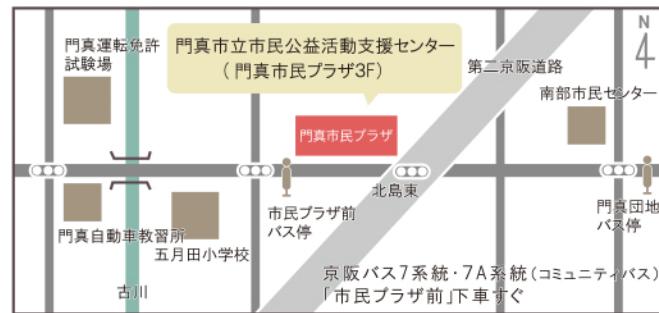 門真運転免許
試験場
門真市立市民公益活動支援センター
(門真市民プラザ3F)
第二京阪道路
N
4
南部市民センター
門真市民プラザ
北島東
市民プラザ前
バス停
門真団地
バス停
門真自動車教習所
五月田小学校
古川
京阪バス7系統・7A系統(コミュニティバス)
「市民プラザ前」下車すぐ